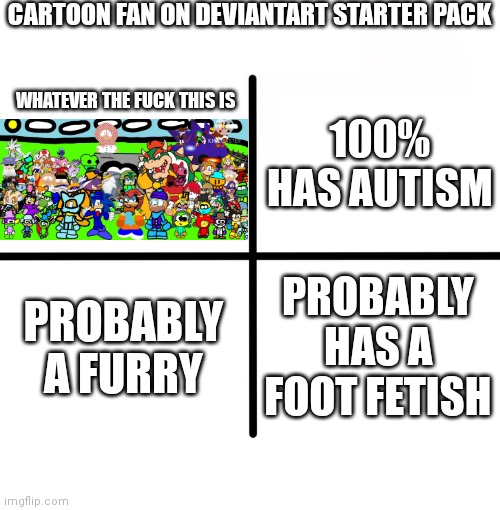 CARTOON FAN ON DEVIANTART STARTER PACK
WHATEVER THE FUCK THIS IS
100%
HAS AUTISM
PROBABLY
A FURRY
PROBABLY
HAS A
FOOT FETISH
imgflip.com